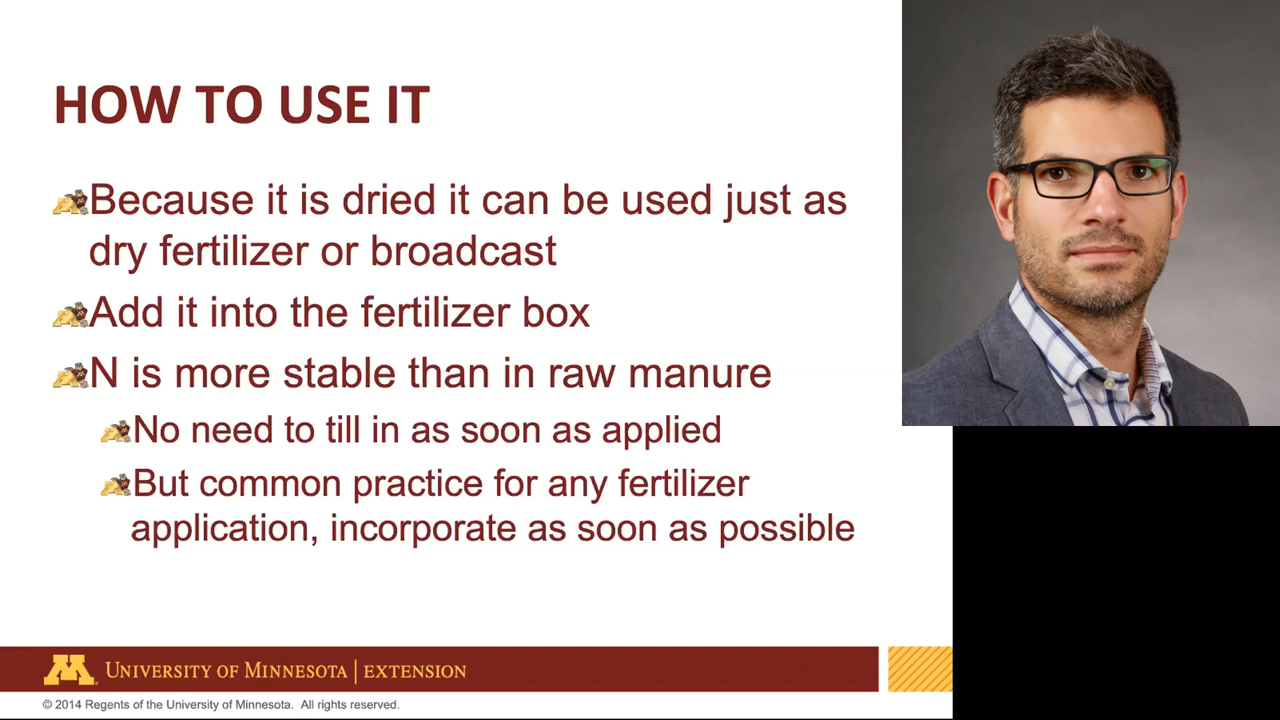 HOW TO USE IT
Because it is dried it can be used just as
dry fertilizer or broadcast
Add it into the fertilizer box
N is more stable than in raw manure
No need to till in as soon as applied
But common practice for any fertilizer
application, incorporate as soon as possible
M UNIVERSITY OF MINNESOTA | EXTENSION
© 2014 Regents of the University of Minnesota. All rights reserved.